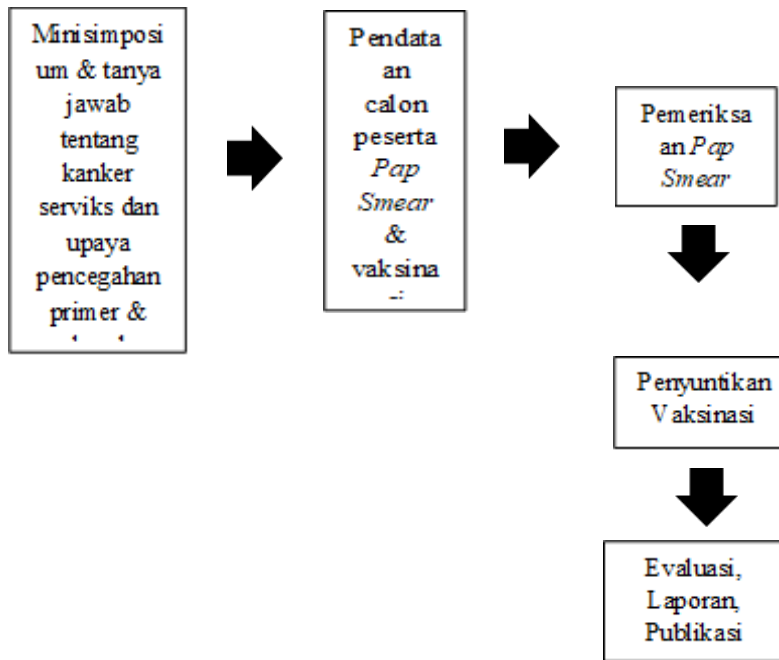 Minisimposi
um & tanya
jawab
tentang
kanker
serviks dan
upaya
pencegahan
primer &
Pendata
an
calon
peserta
Pap
Smear
&
vaksina
Pemeriksa
an Pap
Smear
Penyuntikan
Vaksinasi
Evaluasi,
Laporan,
Publikasi